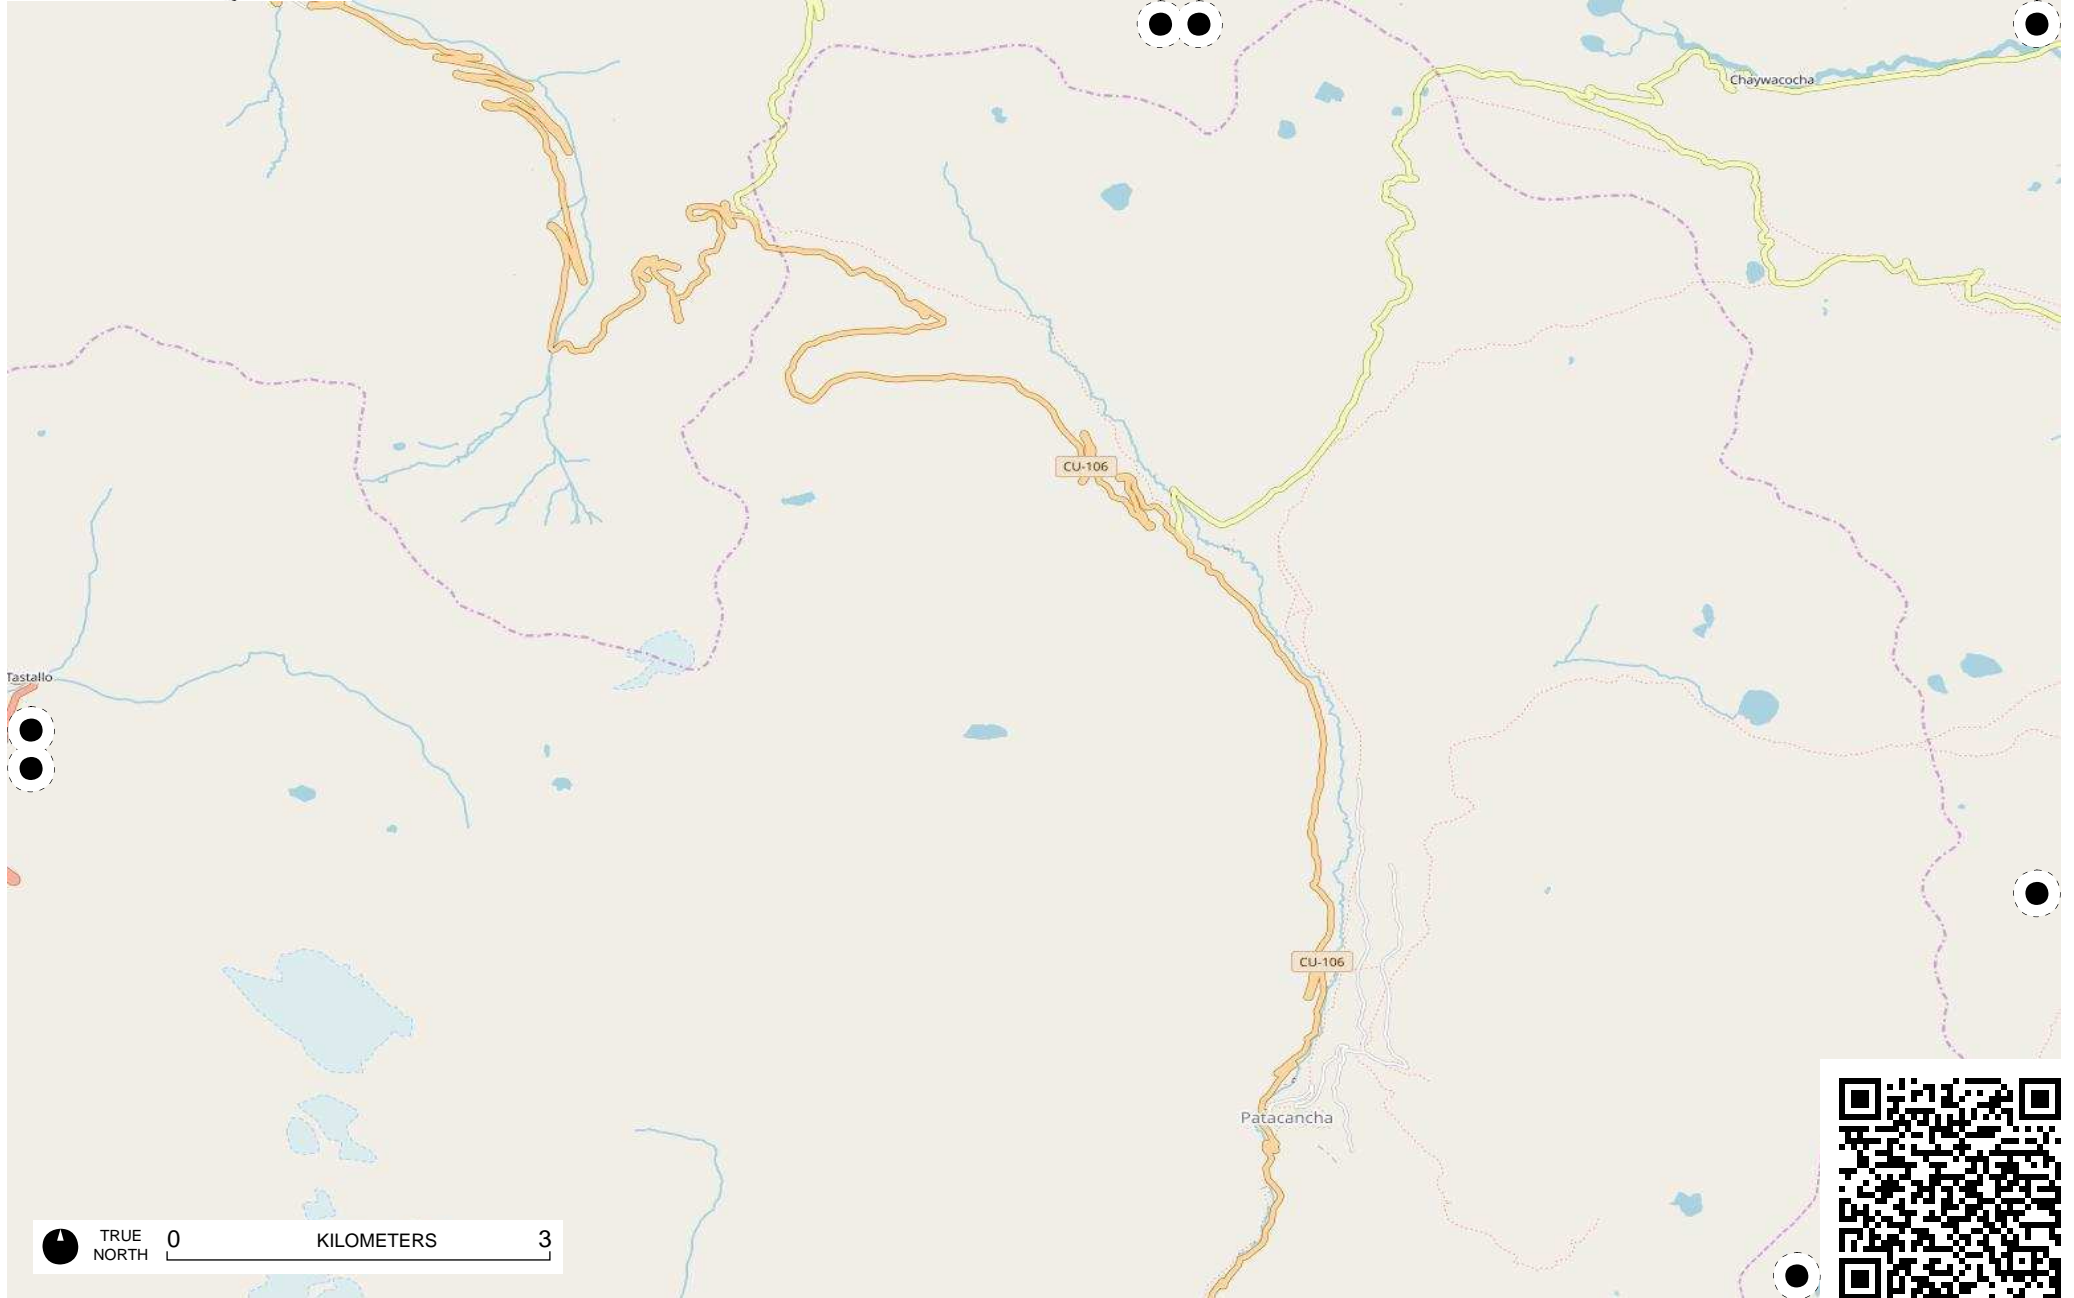 Chaywacocha
CU-106
Tastallo
CU-106
Patacancha
TRUE
NORTH
0
KILOMETERS
3